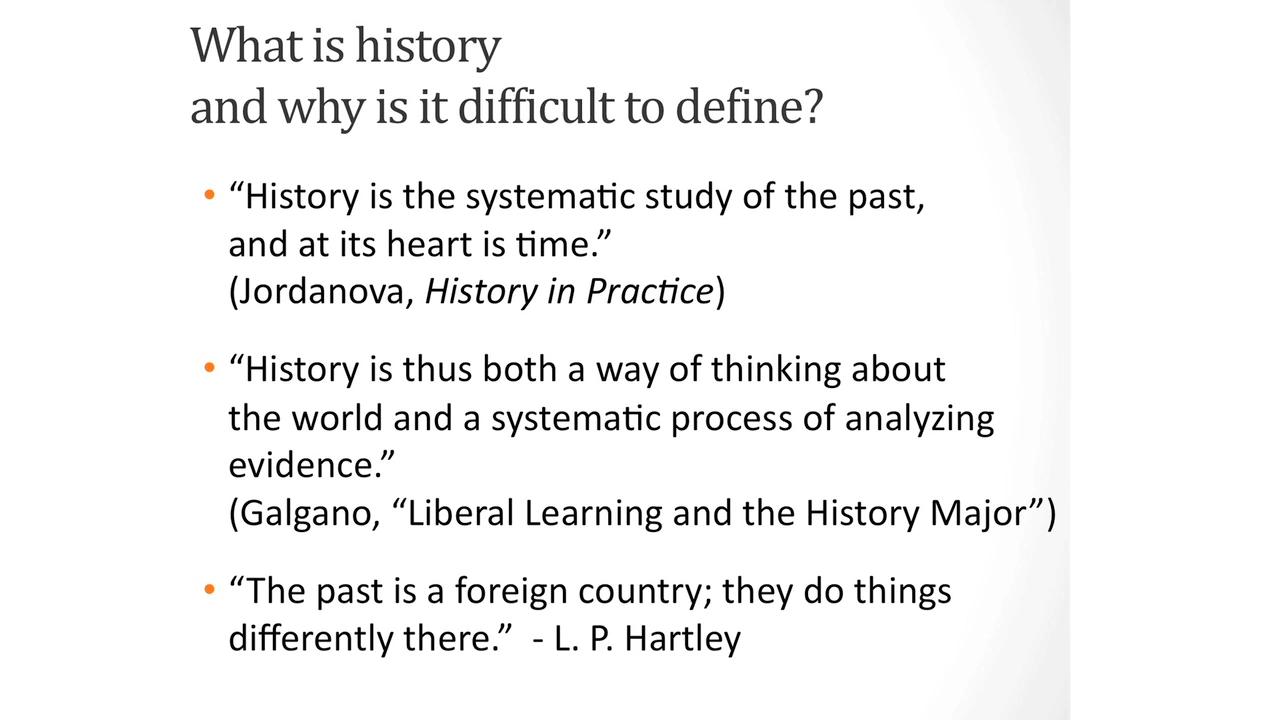 What is history
and why is it difficult to define?
• “History is the systematic study of the past,
and at its heart is time.”
(Jordanova, History in Practice)
• “History is thus both a way of thinking about
the world and a systematic process of analyzing
evidence.”
(Galgano, “Liberal Learning and the History Major”)
• “The past is a foreign country; they do things
differently there.”  - L. P. Hartley